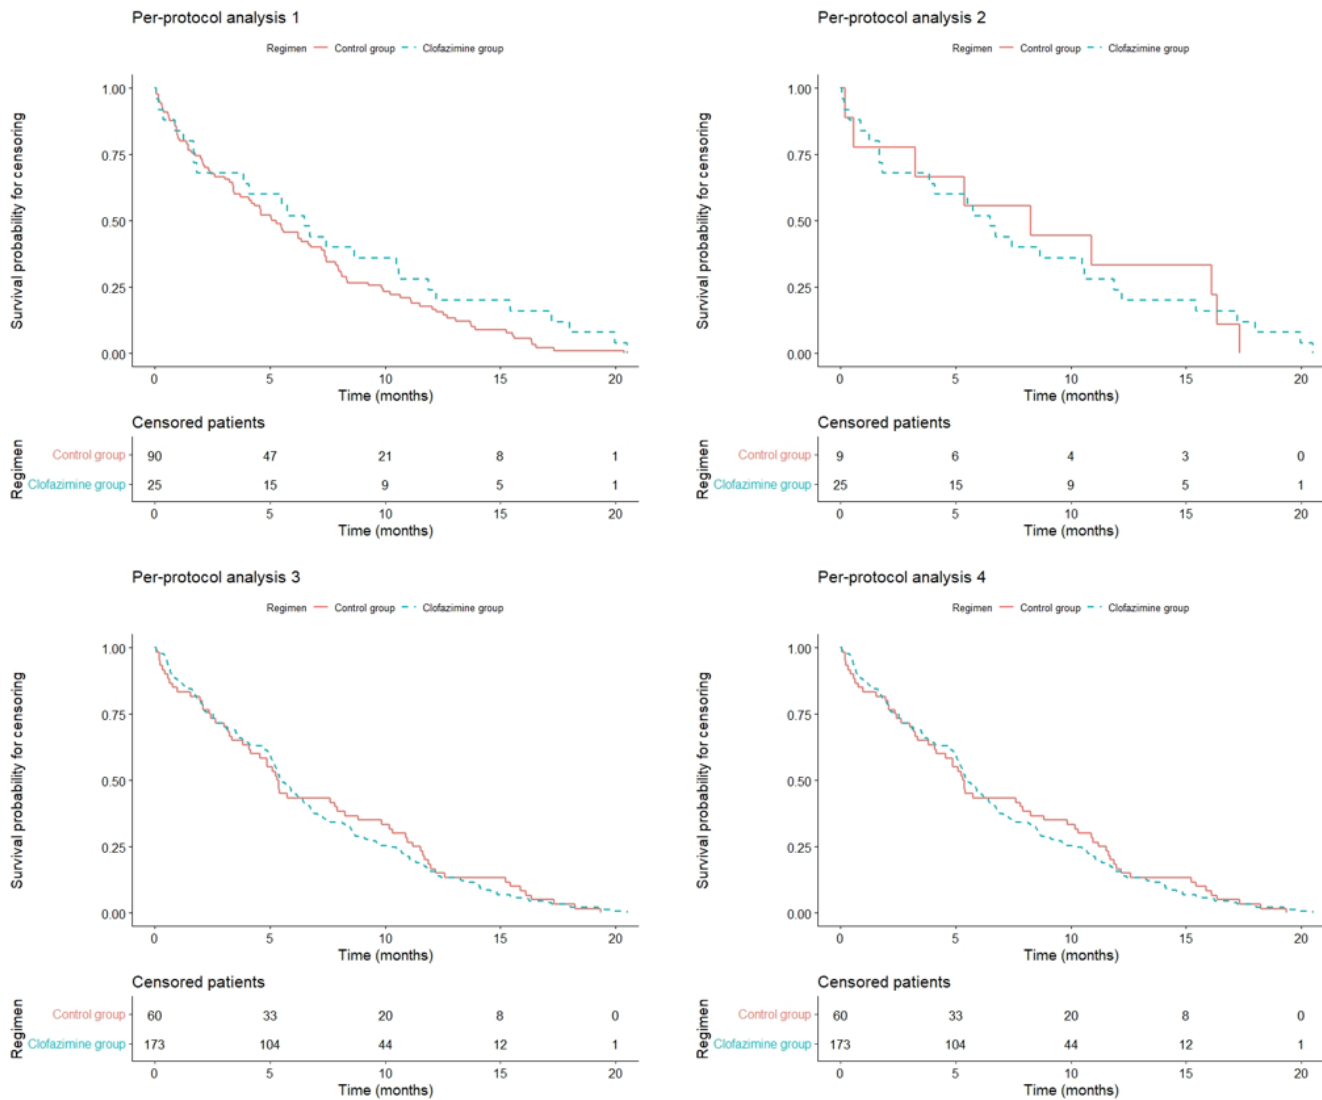 Per-protocol analysis 1
Regimen Control group Clofazimine group
Survival probability for censoring
1.00
0.75
0.50
0.25
0.00
0 5 10 15 20
Time (months)
Censored patients
Regimen
Control group 90 47 21 8 1
Clofazimine group 25 15 9 5 1
0 5 10 15 20
Time (months)
Per-protocol analysis 2
Regimen Control group Clofazimine group
Survival probability for censoring
1.00
0.75
0.50
0.25
0.00
0 5 10 15 20
Time (months)
Censored patients
Regimen
Control group 9 6 4 3 0
Clofazimine group 25 15 9 5 1
0 5 10 15 20
Time (months)
Per-protocol analysis 3
Regimen Control group Clofazimine group
Survival probability for censoring
1.00
0.75
0.50
0.25
0.00
0 5 10 15 20
Time (months)
Censored patients
Regimen
Control group 60 33 20 8 0
Clofazimine group 173 104 44 12 1
0 5 10 15 20
Time (months)
Per-protocol analysis 4
Regimen Control group Clofazimine group
Survival probability for censoring
1.00
0.75
0.50
0.25
0.00
0 5 10 15 20
Time (months)
Censored patients
Regimen
Control group 60 33 20 8 0
Clofazimine group 173 104 44 12 1
0 5 10 15 20
Time (months)